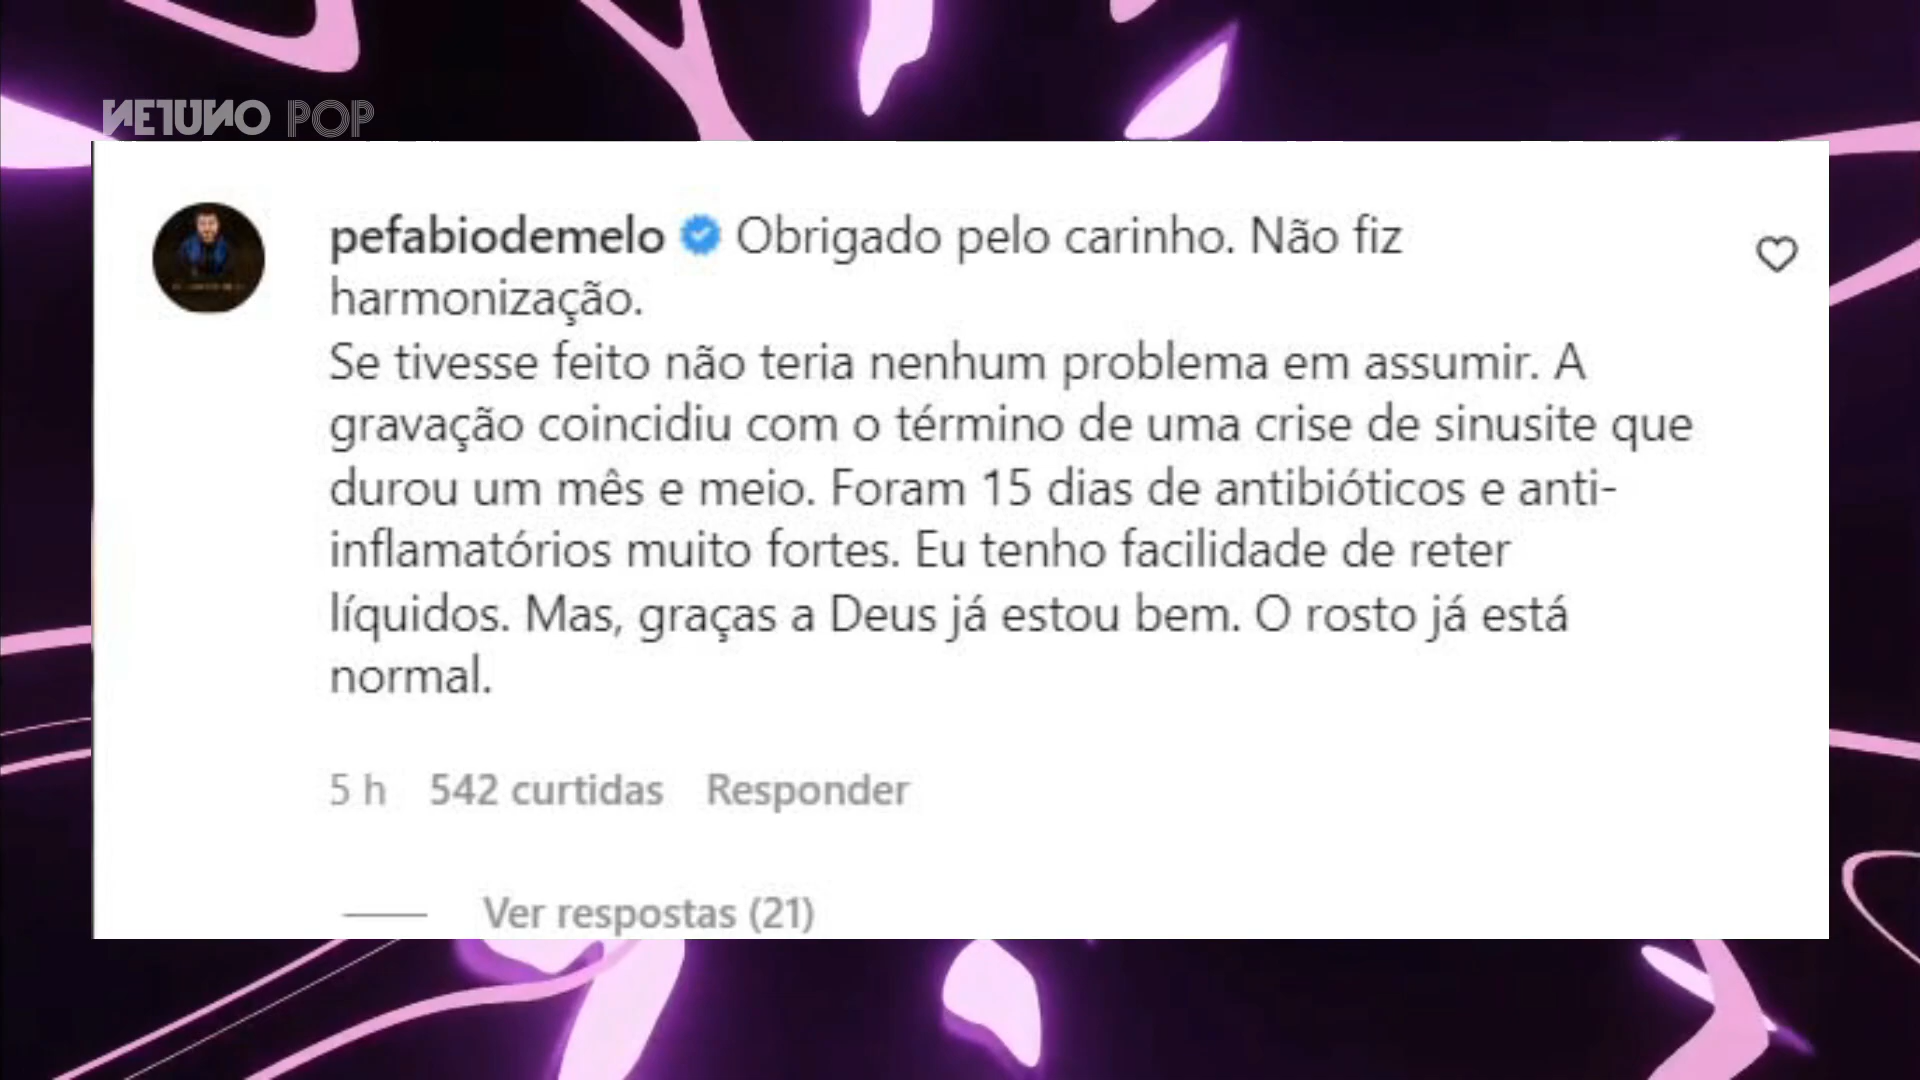 NETUNO POP
pefabiodemelo Obrigado pelo carinho. Não fiz
harmonização.
Se tivesse feito não teria nenhum problema em assumir. A
gravação coincidiu com o término de uma crise de sinusite que
durou um mês e meio. Foram 15 dias de antibióticos e anti-
inflamatórios muito fortes. Eu tenho facilidade de reter
líquidos. Mas, graças a Deus já estou bem. O rosto já está
normal.
5 h 542 curtidas Responder
Ver respostas (21)